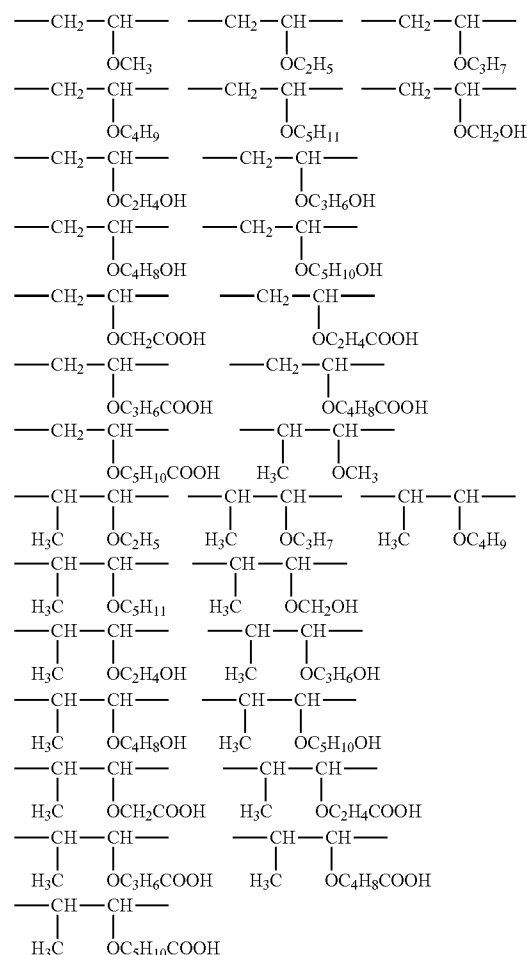 CH₂ CH CH₂ CH CH₂ CH
OCH₃ OC₂H₅ OC₃H₇
CH₂ CH CH₂ CH CH₂ CH
OC₄H₉ OC₅H₁₁ OCH₂OH
CH₂ CH CH₂ CH
OC₂H₄OH OC₃H₆OH
CH₂ CH CH₂ CH
OC₄H₈OH OC₅H₁₀OH
CH₂ CH CH₂ CH
OCH₂COOH OC₂H₄COOH
CH₂ CH CH₂ CH
OC₃H₆COOH OC₄H₈COOH
CH₂ CH CH CH
OC₅H₁₀COOH H₃C OCH₃
CH CH CH CH CH CH
H₃C OC₂H₅ H₃C OC₃H₇ H₃C OC₄H₉
CH CH CH CH
H₃C OC₅H₁₁ H₃C OCH₂OH
CH CH CH CH
H₃C OC₂H₄OH H₃C OC₃H₆OH
CH CH CH CH
H₃C OC₄H₈OH H₃C OC₅H₁₀OH
CH CH CH CH
H₃C OCH₂COOH H₃C OC₂H₄COOH
CH CH CH CH
H₃C OC₃H₆COOH H₃C OC₄H₈COOH
CH CH
H₃C OC₅H₁₀COOH